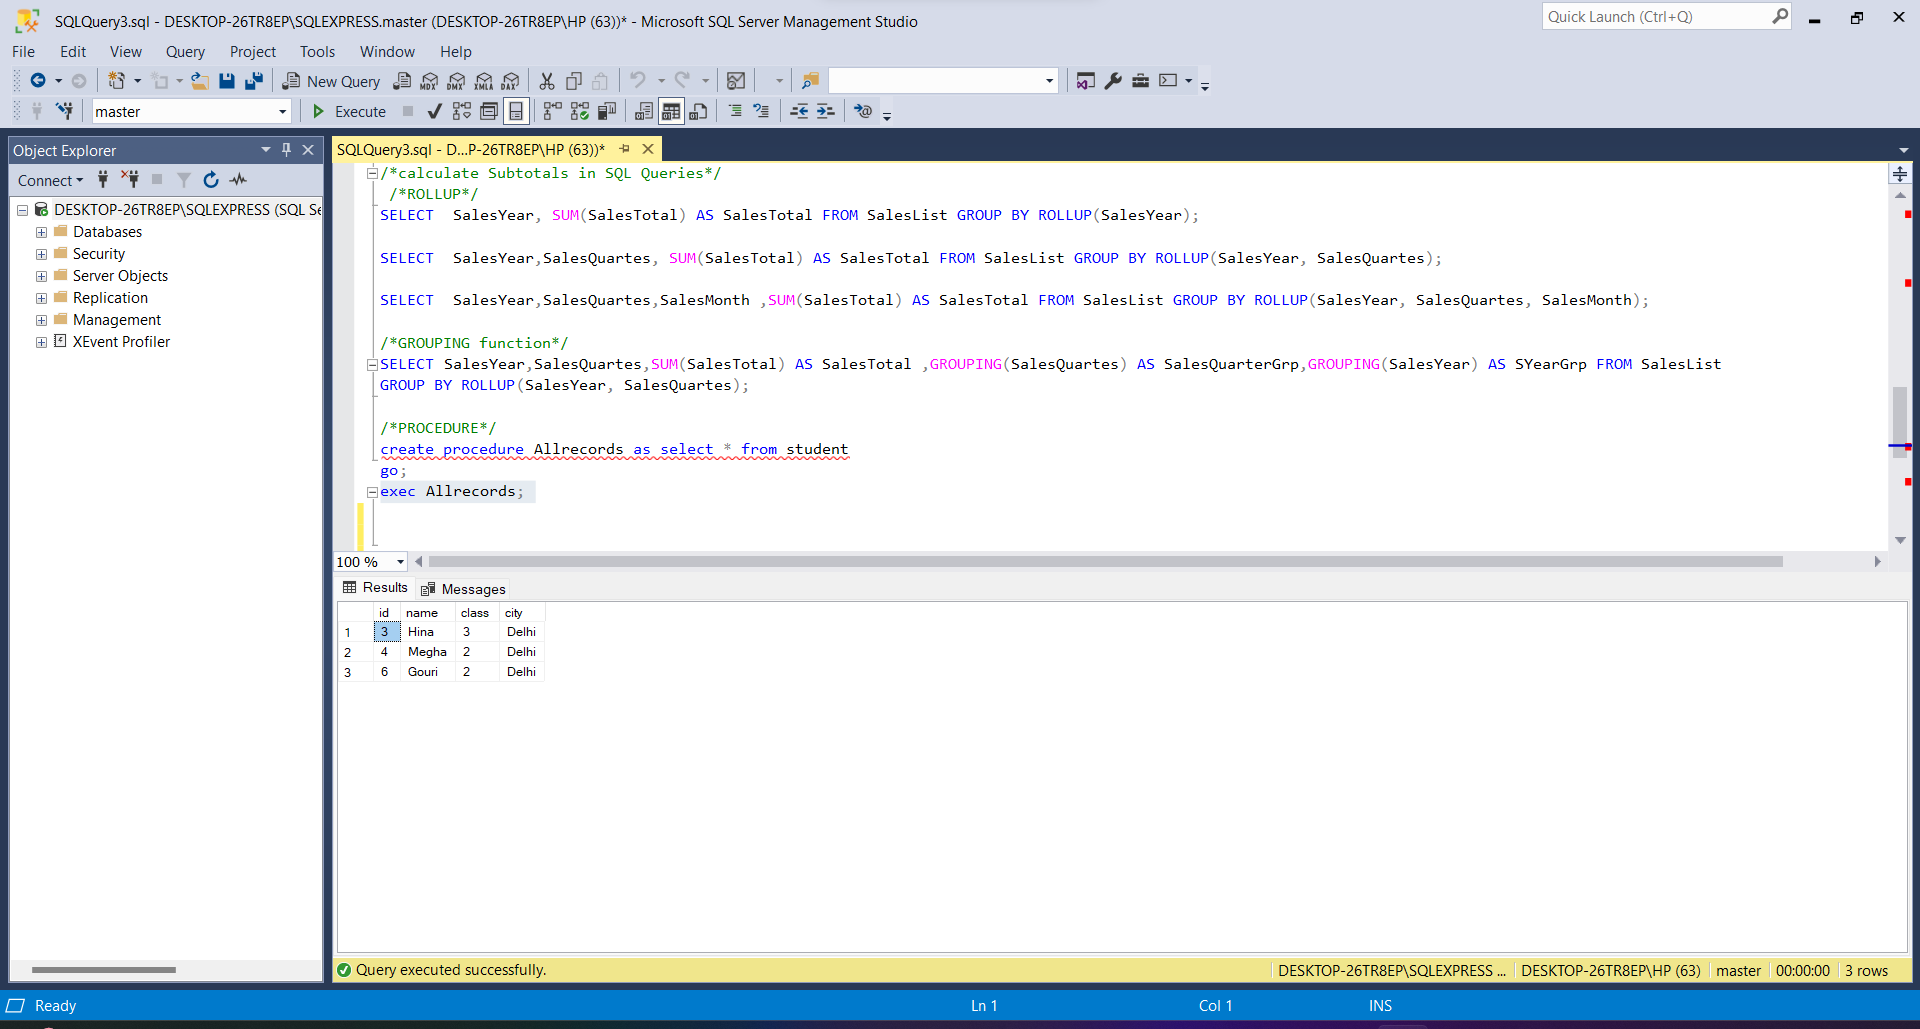 SQLQuery3.sql - DESKTOP-26TR8EP\SQLEXPRESS.master (DESKTOP-26TR8EP\HP (63))* - Microsoft SQL Server Management Studio
Quick Launch (Ctrl+Q)
File Edit View Query Project Tools Window Help
New Query MDX DMX XMLA DAX
master Execute
Object Explorer
SQLQuery3.sql - D...P-26TR8EP\HP (63))*
Connect
DESKTOP-26TR8EP\SQLEXPRESS (SQL Se
Databases
Security
Server Objects
Replication
Management
XEvent Profiler
/*calculate Subtotals in SQL Queries*/
/*ROLLUP*/
SELECT  SalesYear, SUM(SalesTotal) AS SalesTotal FROM SalesList GROUP BY ROLLUP(SalesYear);
SELECT  SalesYear,SalesQuartes, SUM(SalesTotal) AS SalesTotal FROM SalesList GROUP BY ROLLUP(SalesYear, SalesQuartes);
SELECT  SalesYear,SalesQuartes,SalesMonth ,SUM(SalesTotal) AS SalesTotal FROM SalesList GROUP BY ROLLUP(SalesYear, SalesQuartes, SalesMonth);
/*GROUPING function*/
SELECT SalesYear,SalesQuartes,SUM(SalesTotal) AS SalesTotal ,GROUPING(SalesQuartes) AS SalesQuarterGrp,GROUPING(SalesYear) AS SYearGrp FROM SalesList
GROUP BY ROLLUP(SalesYear, SalesQuartes);
/*PROCEDURE*/
create procedure Allrecords as select * from student
go;
exec Allrecords;
100 %
Results Messages
id name class city
1 3 Hina 3 Delhi
2 4 Megha 2 Delhi
3 6 Gouri 2 Delhi
Query executed successfully.
DESKTOP-26TR8EP\SQLEXPRESS ... DESKTOP-26TR8EP\HP (63) master 00:00:00 3 rows
Ready Ln 1 Col 1 INS